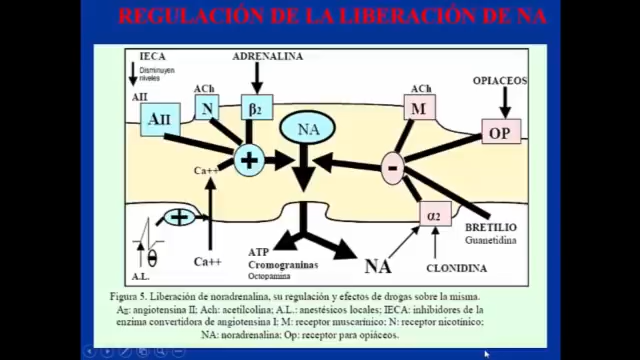 REGULACIÓN DE LA LIBERACIÓN DE NA
IECA
Disminuyen
niveles
ADRENALINA
AII
ACh
ACh
OPIACEOS
AII
N
β2
NA
M
OP
+
-
Ca++
+
α2
A.L.
Ca++
ATP
Cromograninas
Octopamina
NA
CLONIDINA
BRETILIO
Guanetidina
Figura 5. Liberación de noradrenalina, su regulación y efectos de drogas sobre la misma.
angiotensina II; Ach: acetilcolina; A.L.: anestésicos locales; IECA: inhibidores de la
enzima convertidora de angiotensina I; M: receptor muscarínico; N: receptor nicotínico;
NA: noradrenalina; Op: receptor para opiáceos.